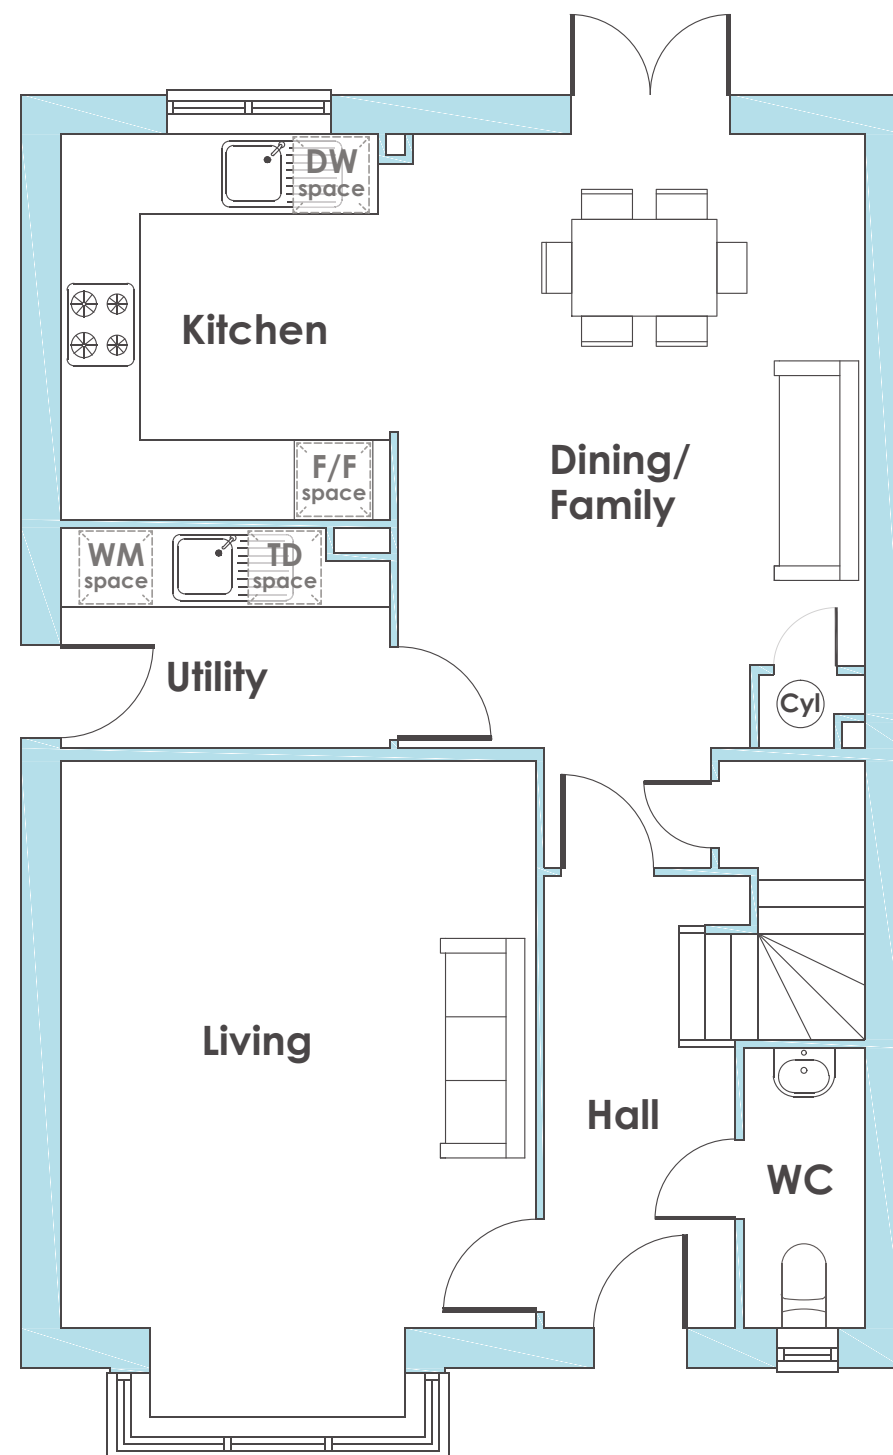 DW
space
Kitchen
Dining/
Family
F/F
space
WM
space
TD
space
Utility
Cyl
Living
Hall
WC